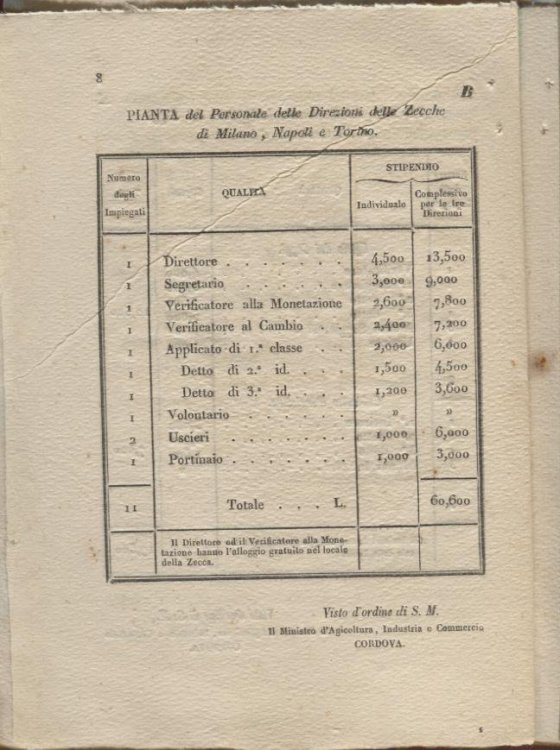 8
B
PIANTA del Personale delle Direzioni delle Zecche
di Milano, Napoli e Torino.
Numero degli Impiegati
QUALITÀ
STIPENDIO
Individuale
Complessivo per le tre Direzioni
1 Direttore . . . . . . . 4,500 13,500
1 Segretario . . . . . . 3,000 9,000
1 Verificatore alla Monetazione 2,600 7,800
1 Verificatore al Cambio . . 2,400 7,200
1 Applicato di 1.ª classe . . 2,000 6,000
1 Detto di 2.ª id. . . . 1,500 4,500
1 Detto di 3.ª id. . . . 1,200 3,600
1 Volontario . . . . . . » »
2 Uscieri . . . . . . . 1,000 6,000
1 Portinaio . . . . . . . 1,000 3,000
11 Totale . . . L. 60,600
Il Direttore ed il Verificatore alla Mone-
tazione hanno l'alloggio gratuito nel locale
della Zecca.
Visto d'ordine di S. M.
Il Ministro d'Agicoltura, Industria e Commercio
CORDOVA.